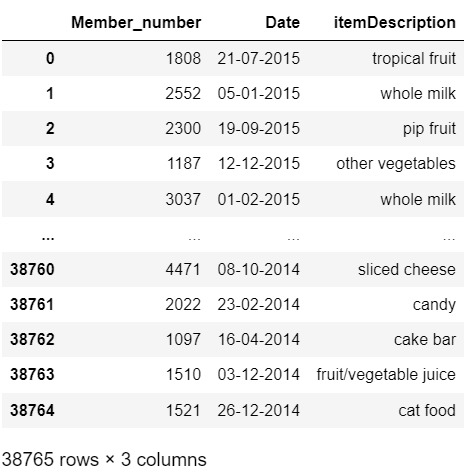 Member_number Date itemDescription
0 1808 21-07-2015 tropical fruit
1 2552 05-01-2015 whole milk
2 2300 19-09-2015 pip fruit
3 1187 12-12-2015 other vegetables
4 3037 01-02-2015 whole milk
... ... ... ...
38760 4471 08-10-2014 sliced cheese
38761 2022 23-02-2014 candy
38762 1097 16-04-2014 cake bar
38763 1510 03-12-2014 fruit/vegetable juice
38764 1521 26-12-2014 cat food
38765 rows × 3 columns